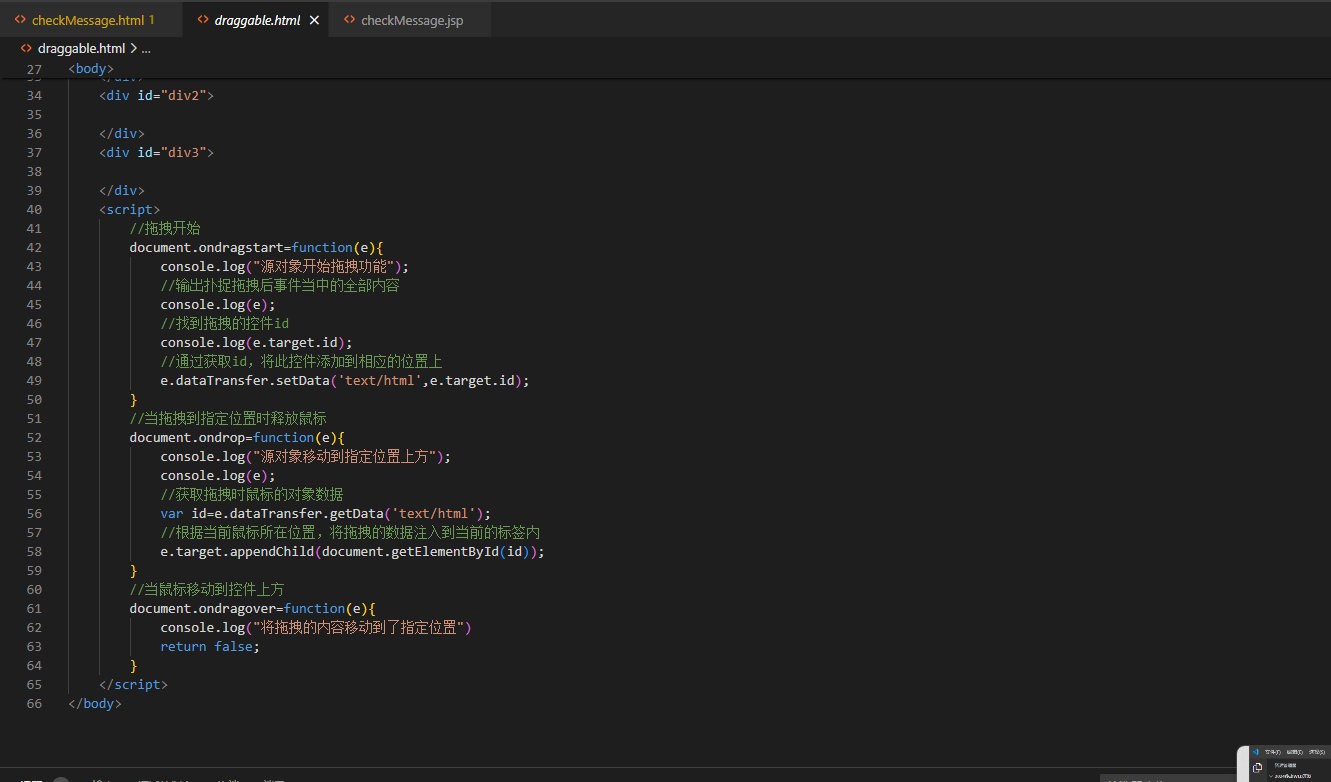 checkMessage.html 1
draggable.html
checkMessage.jsp
draggable.html > ...
27 <body>
34 <div id="div2">
35
36 </div>
37 <div id="div3">
38
39 </div>
40 <script>
41 //拖拽开始
42 document.ondragstart=function(e){
43 console.log("源对象开始拖拽功能");
44 //输出扑捉拖拽后事件当中的全部内容
45 console.log(e);
46 //找到拖拽的控件id
47 console.log(e.target.id);
48 //通过获取id，将此控件添加到相应的位置上
49 e.dataTransfer.setData('text/html',e.target.id);
50 }
51 //当拖拽到指定位置时释放鼠标
52 document.ondrop=function(e){
53 console.log("源对象移动到指定位置上方");
54 console.log(e);
55 //获取拖拽时鼠标的对象数据
56 var id=e.dataTransfer.getData('text/html');
57 //根据当前鼠标所在位置，将拖拽的数据注入到当前的标签内
58 e.target.appendChild(document.getElementById(id));
59 }
60 //当鼠标移动到控件上方
61 document.ondragover=function(e){
62 console.log("将拖拽的内容移动到了指定位置")
63 return false;
64 }
65 </script>
66 </body>
文件(F) 编辑(E) 选择(S)